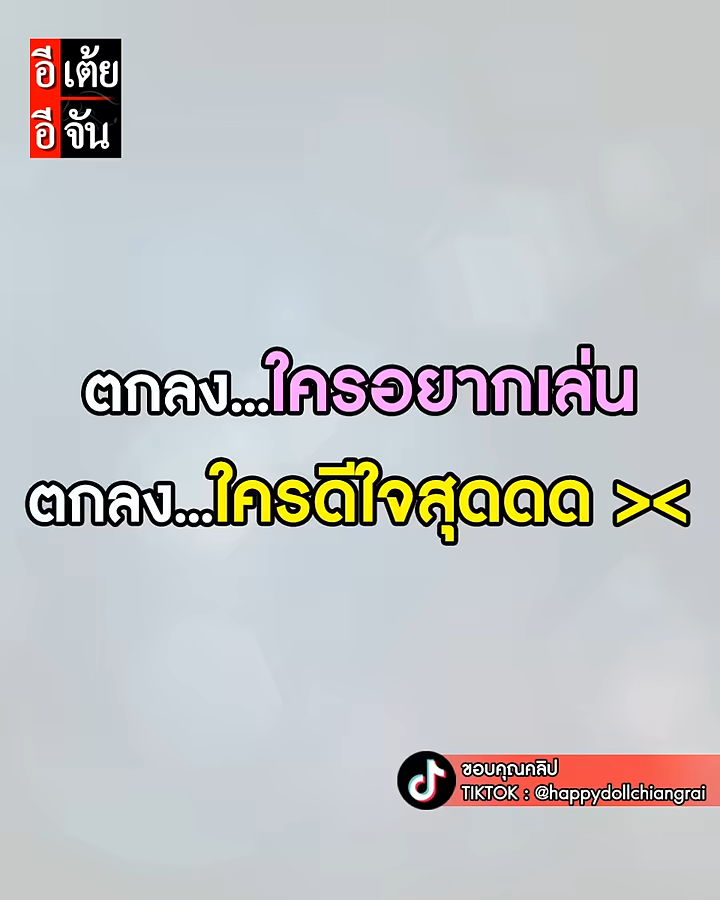 อีเต้ย
อีจัน
ตกลง...ใครอยากเล่น
ตกลง...ใครดีใจสุดดด ><
ขอบคุณคลิป
TIKTOK : @happydollchiangrai